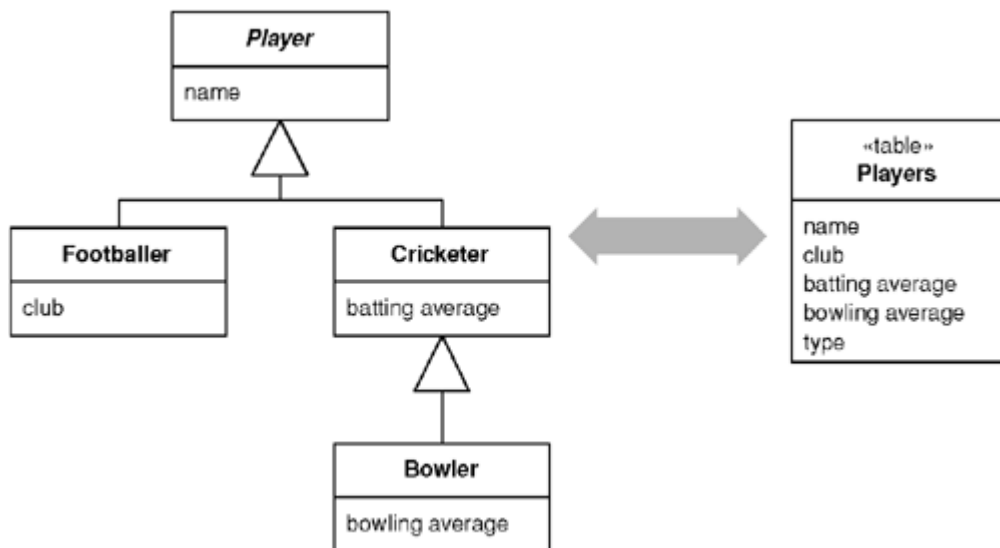 Player
name
Footballer
club
Cricketer
batting average
Bowler
bowling average
«table»
Players
name
club
batting average
bowling average
type